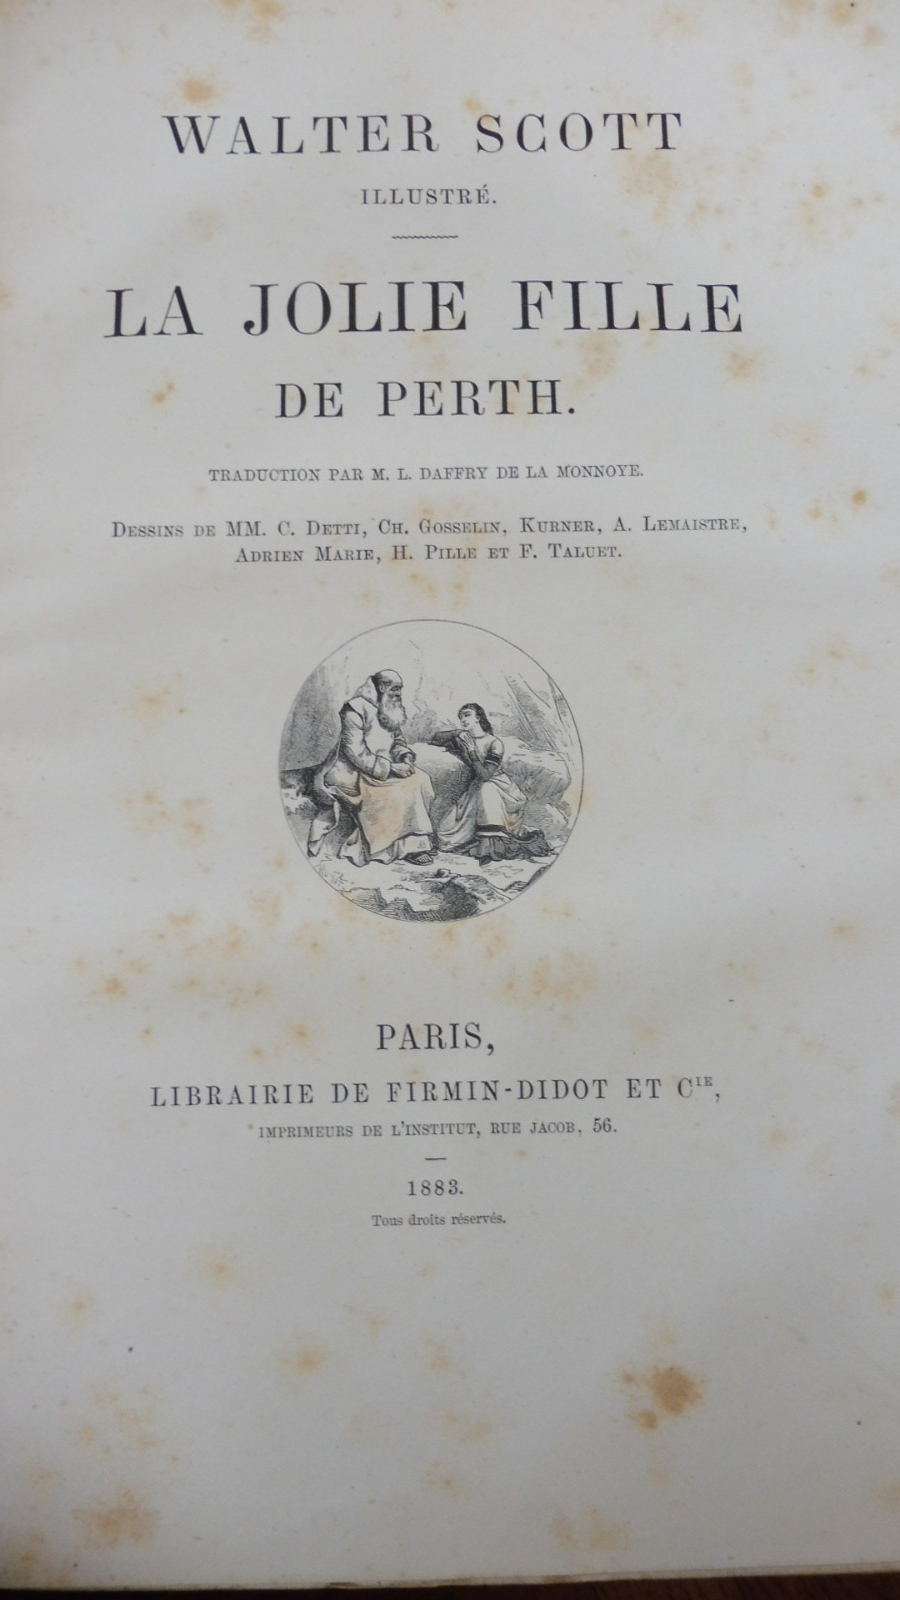 WALTER SCOTT
ILLUSTRÉ.
LA JOLIE FILLE
DE PERTH.
TRADUCTION PAR M. L. DAFFRY DE LA MONNOYE.
DESSINS DE MM. C. DETTI, CH. GOSSELIN, KURNER, A. LEMAISTRE,
ADRIEN MARIE, H. PILLE ET F. TALUET.
PARIS,
LIBRAIRIE DE FIRMIN-DIDOT ET CIE,
IMPRIMEURS DE L'INSTITUT, RUE JACOB, 56.
1883.
Tous droits réservés.